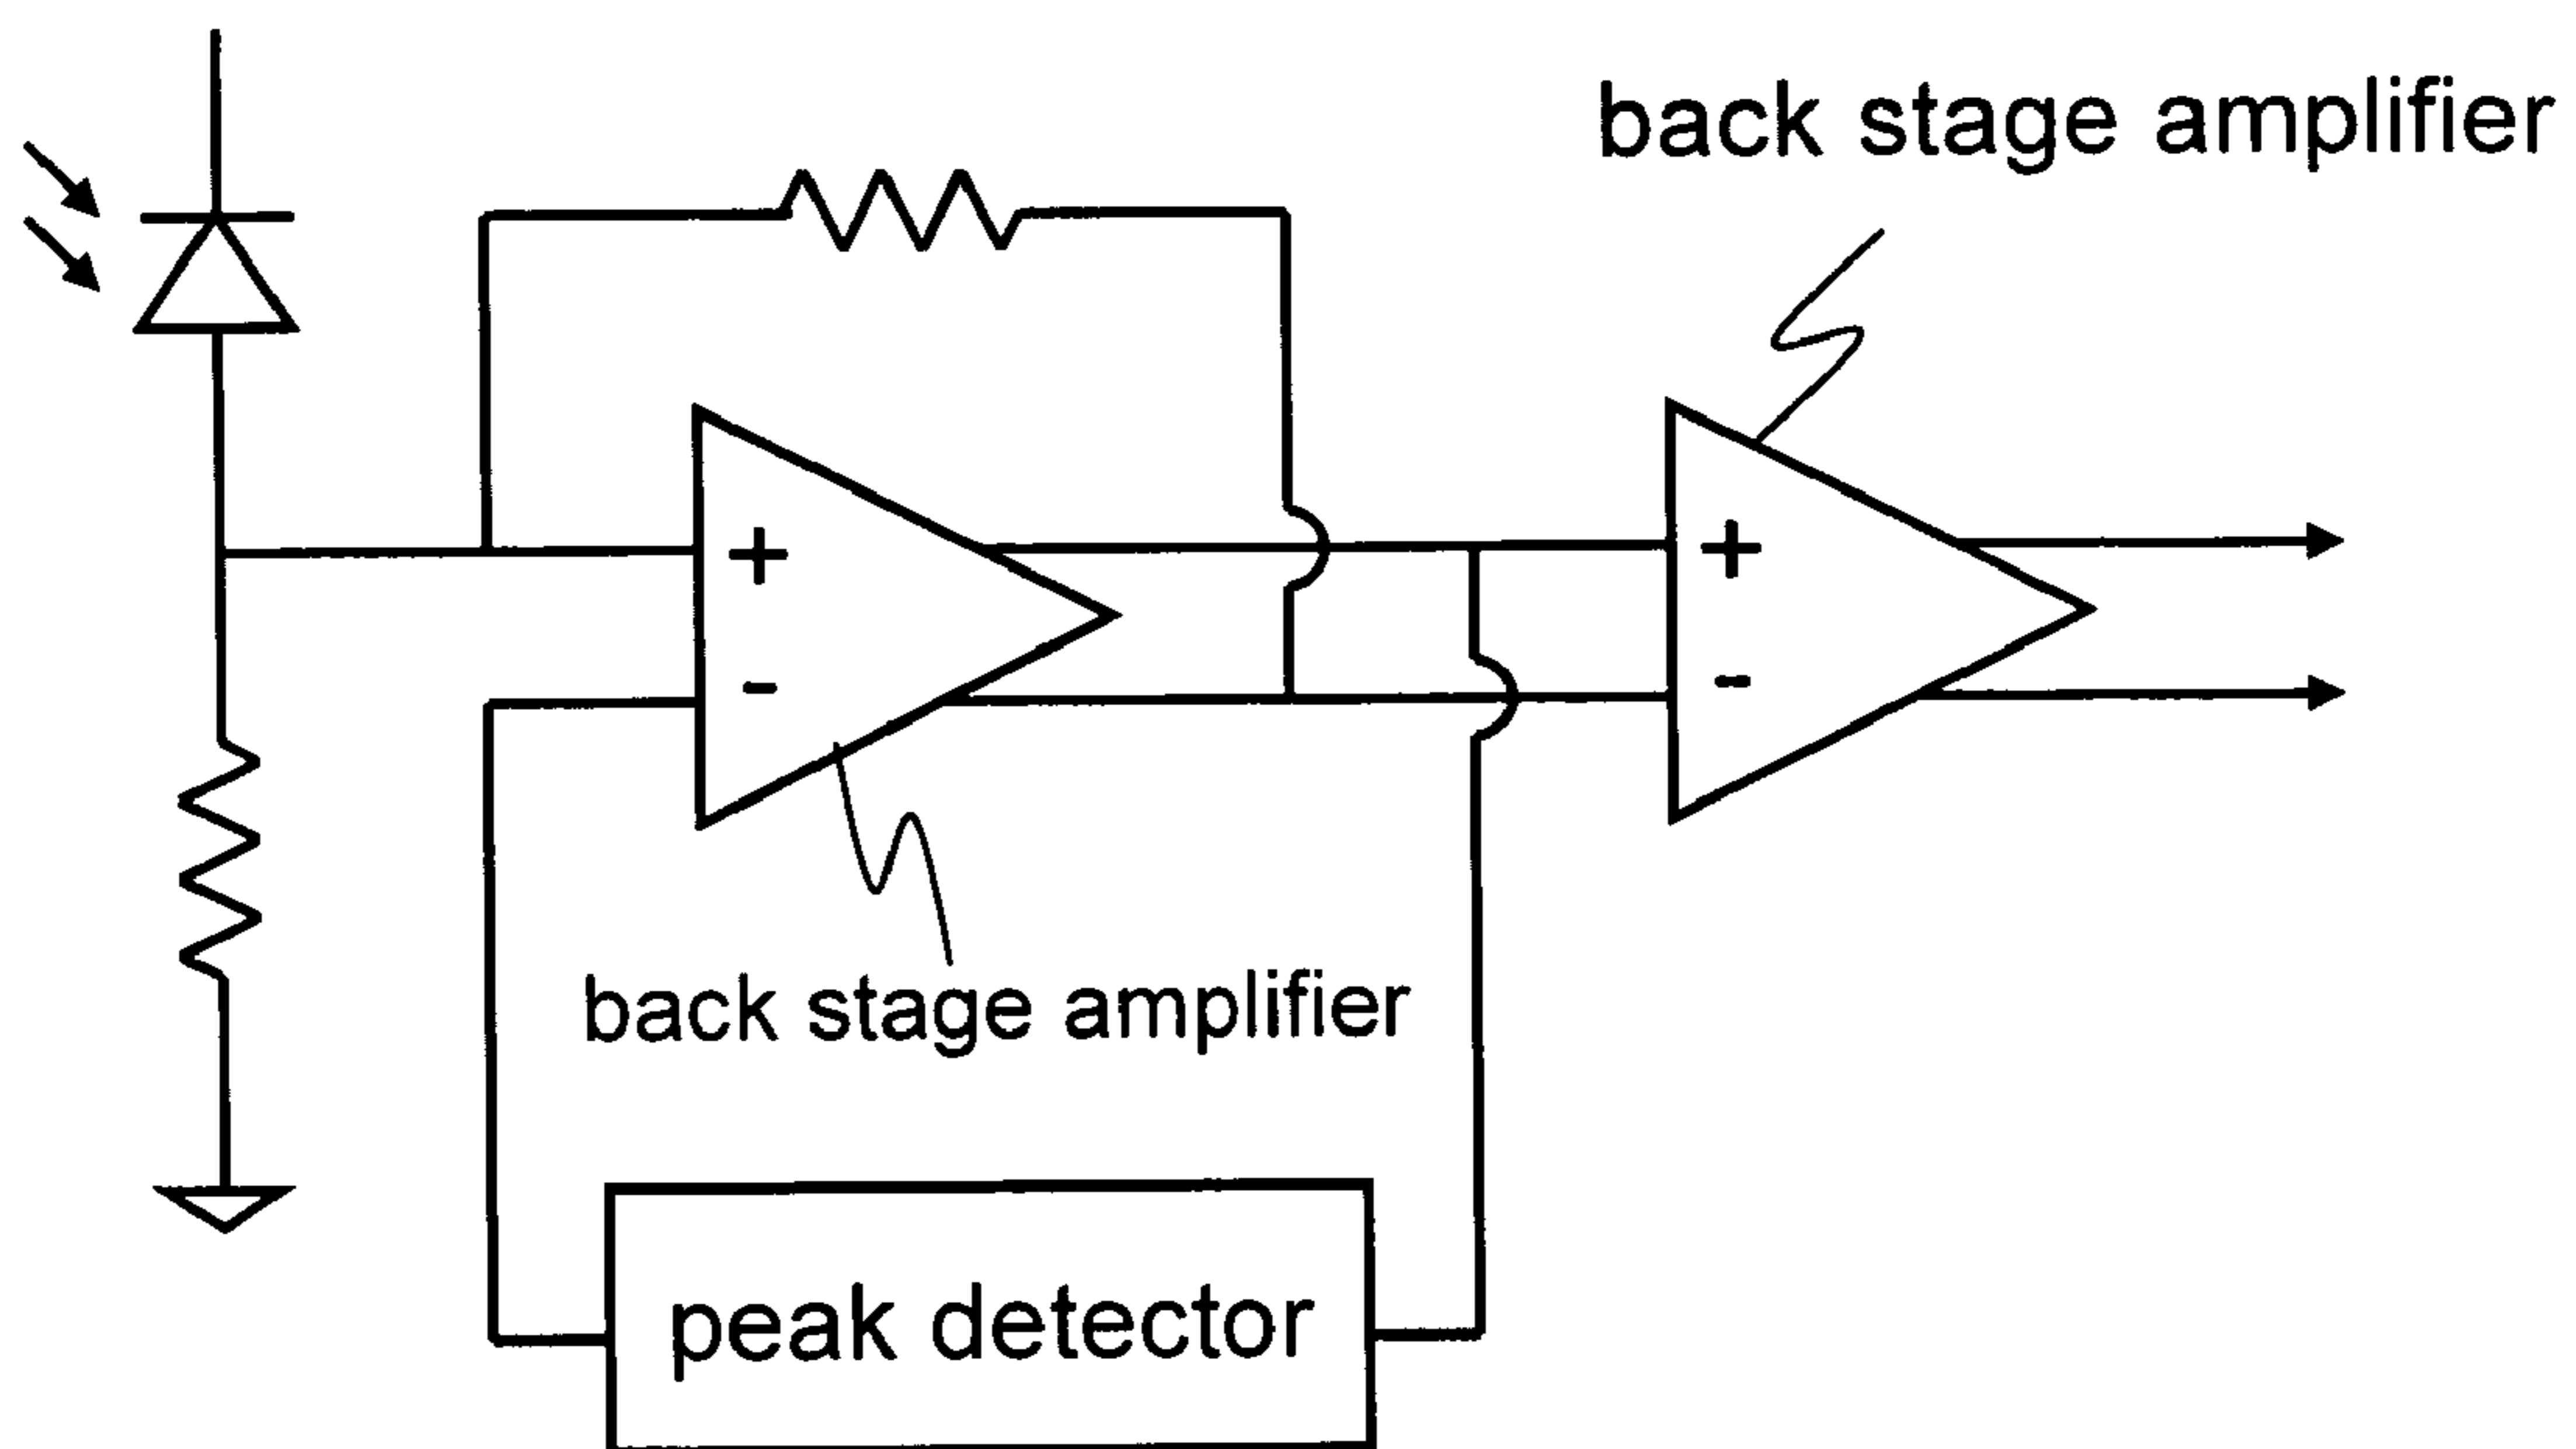 back stage amplifier
+
-
+
-
back stage amplifier
peak detector